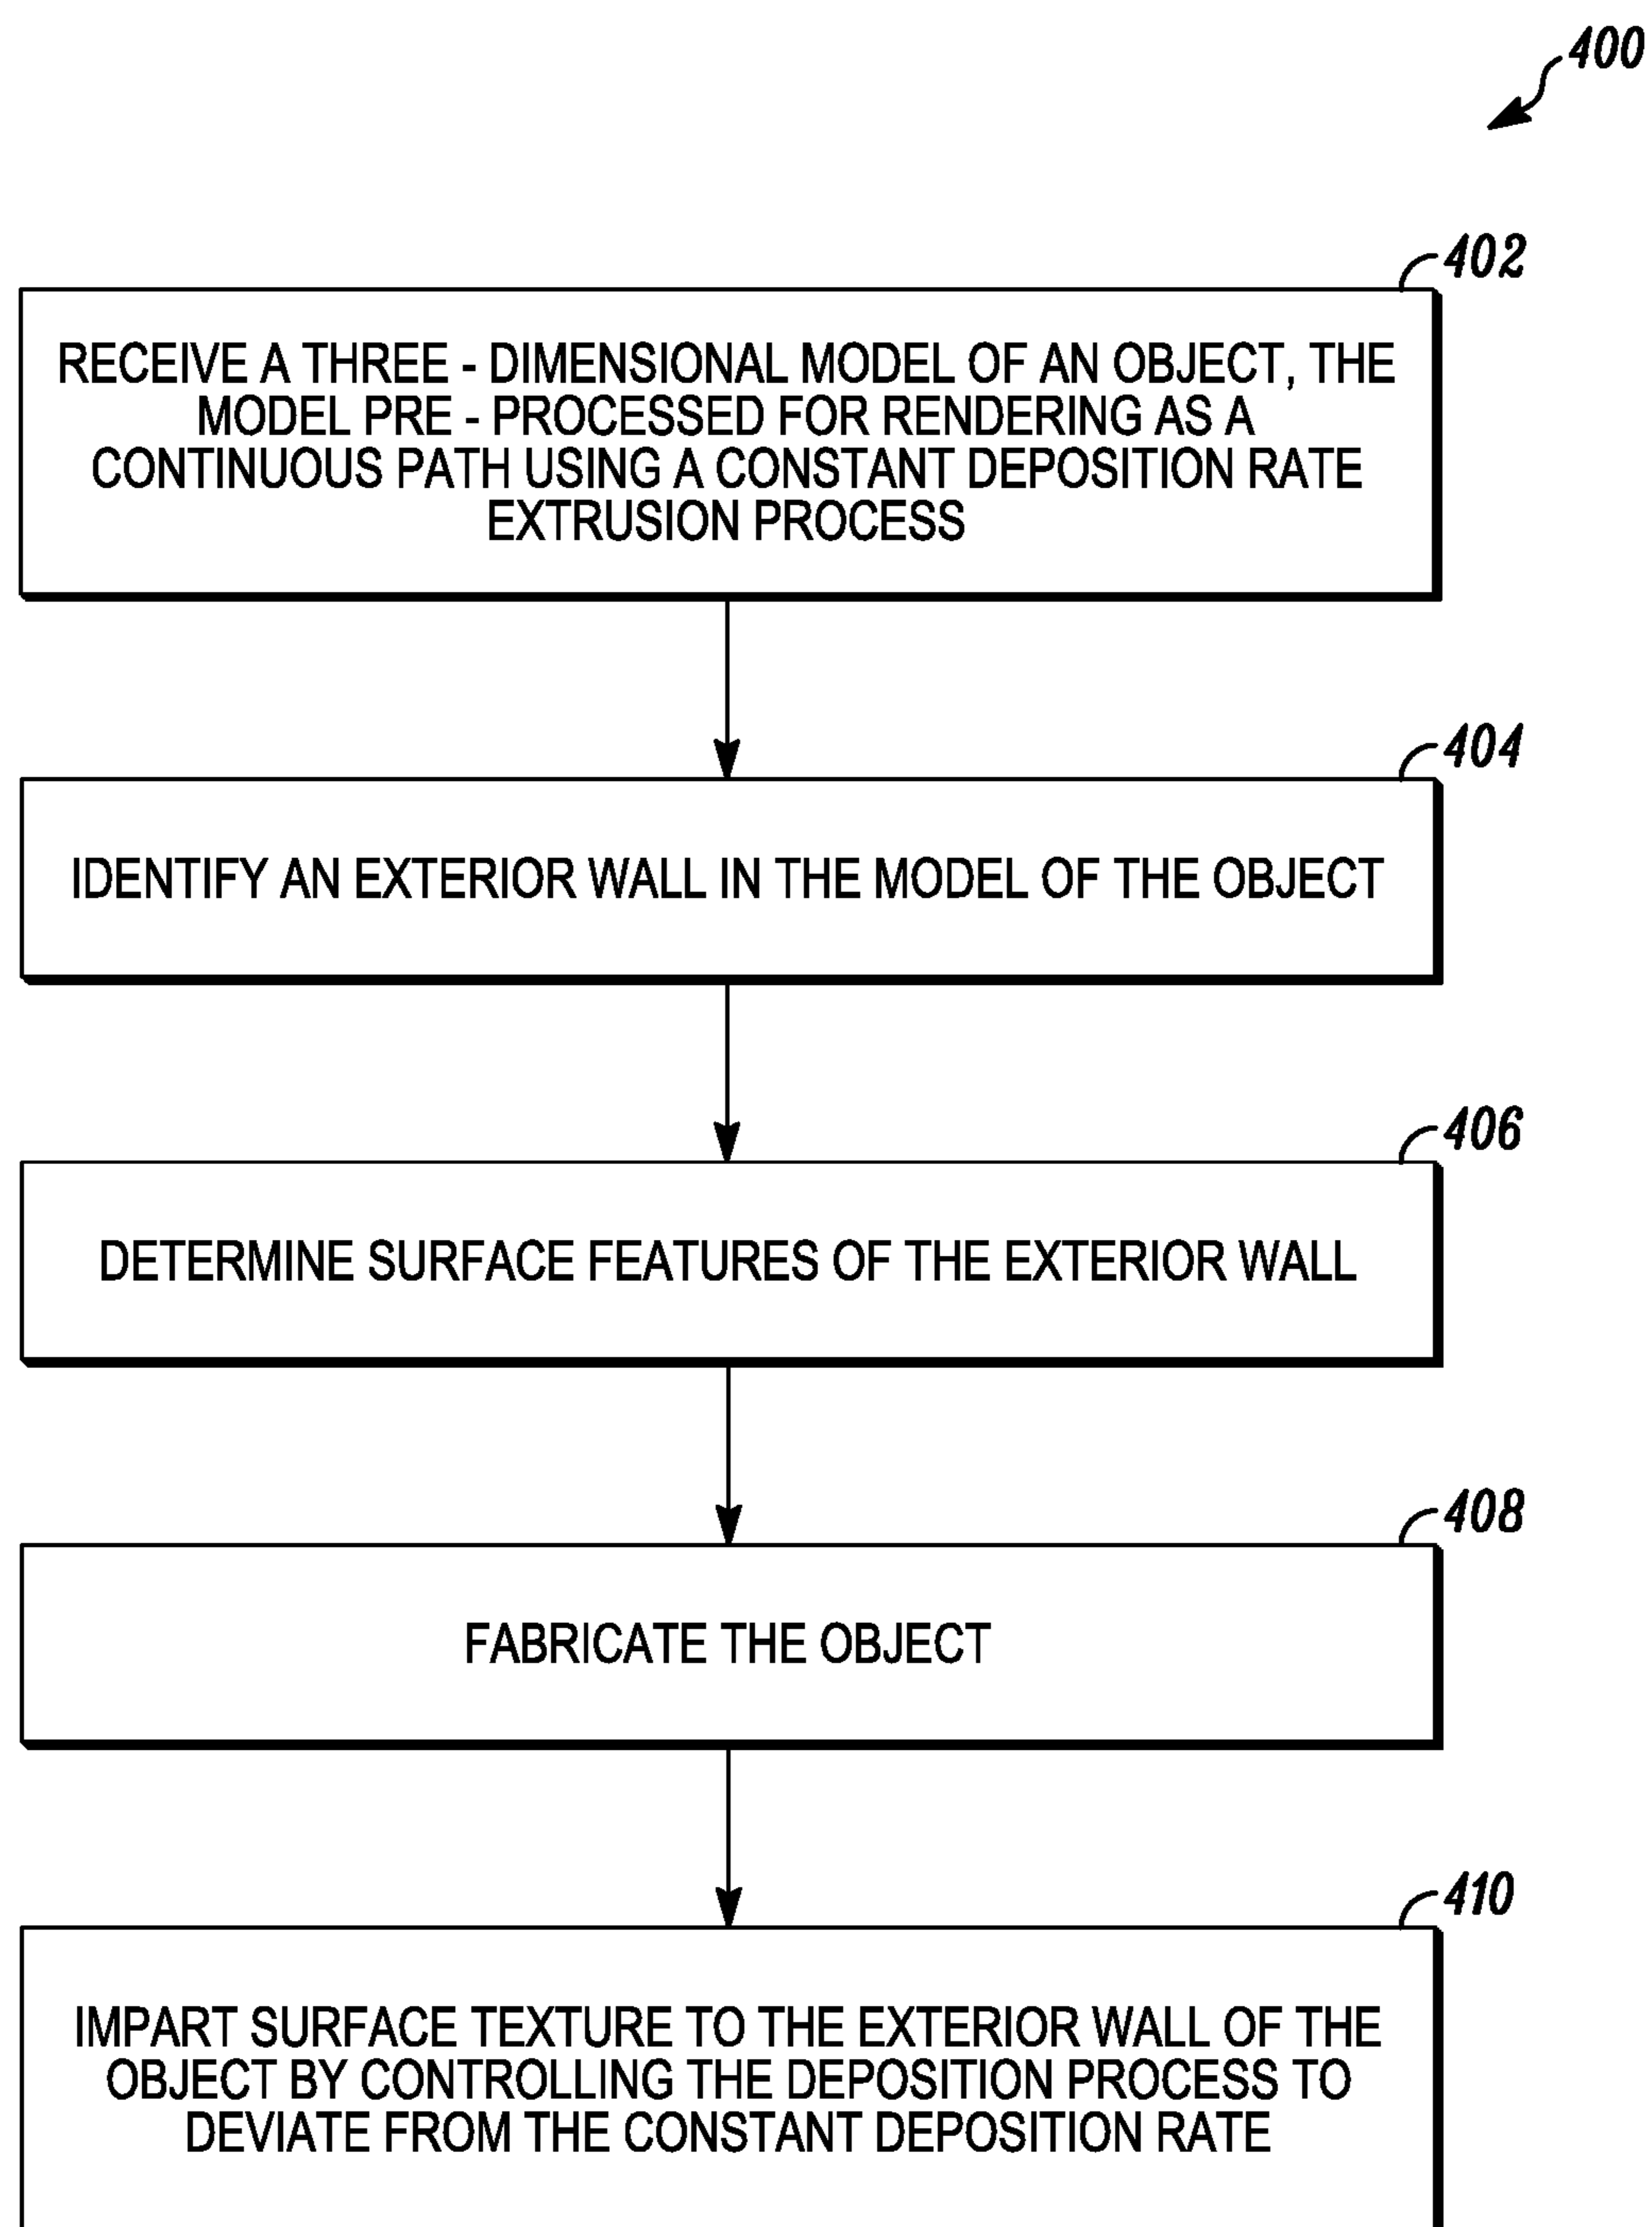 400
402
RECEIVE A THREE - DIMENSIONAL MODEL OF AN OBJECT, THE
MODEL PRE - PROCESSED FOR RENDERING AS A
CONTINUOUS PATH USING A CONSTANT DEPOSITION RATE
EXTRUSION PROCESS
404
IDENTIFY AN EXTERIOR WALL IN THE MODEL OF THE OBJECT
406
DETERMINE SURFACE FEATURES OF THE EXTERIOR WALL
408
FABRICATE THE OBJECT
410
IMPART SURFACE TEXTURE TO THE EXTERIOR WALL OF THE
OBJECT BY CONTROLLING THE DEPOSITION PROCESS TO
DEVIATE FROM THE CONSTANT DEPOSITION RATE